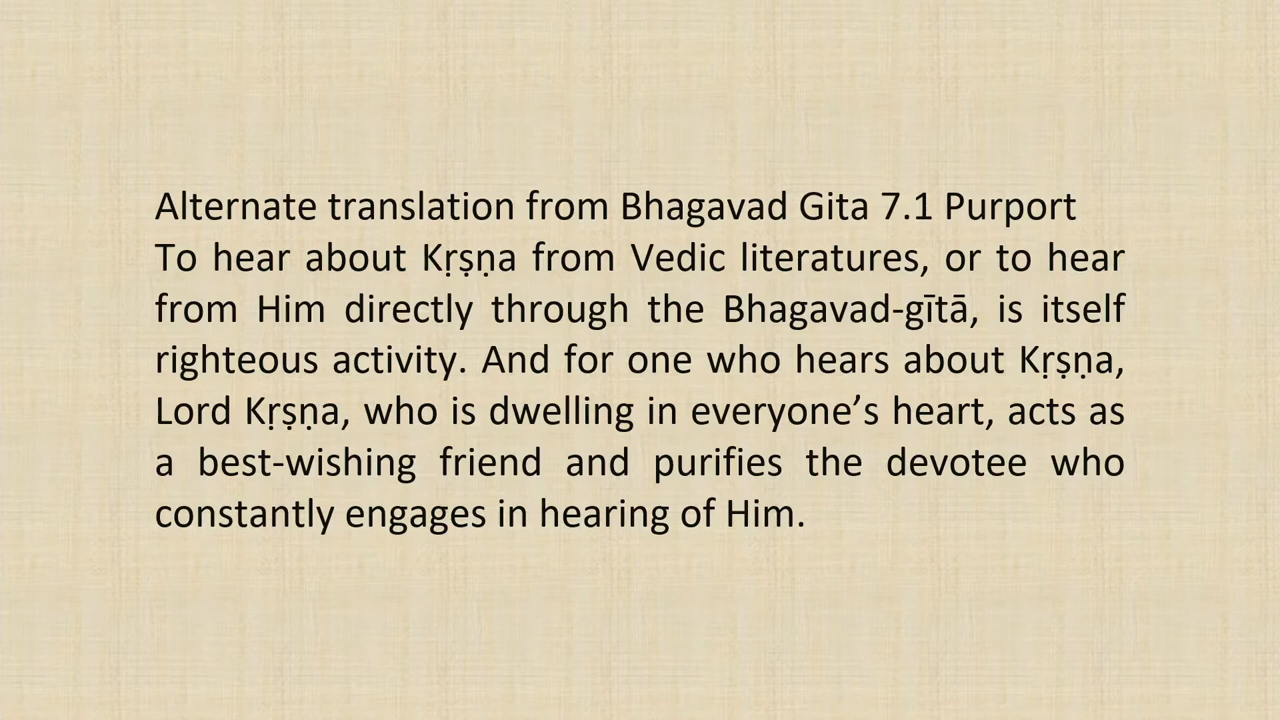 Alternate translation from Bhagavad Gita 7.1 Purport
To hear about Kṛṣṇa from Vedic literatures, or to hear
from Him directly through the Bhagavad-gītā, is itself
righteous activity. And for one who hears about Kṛṣṇa,
Lord Kṛṣṇa, who is dwelling in everyone’s heart, acts as
a best-wishing friend and purifies the devotee who
constantly engages in hearing of Him.